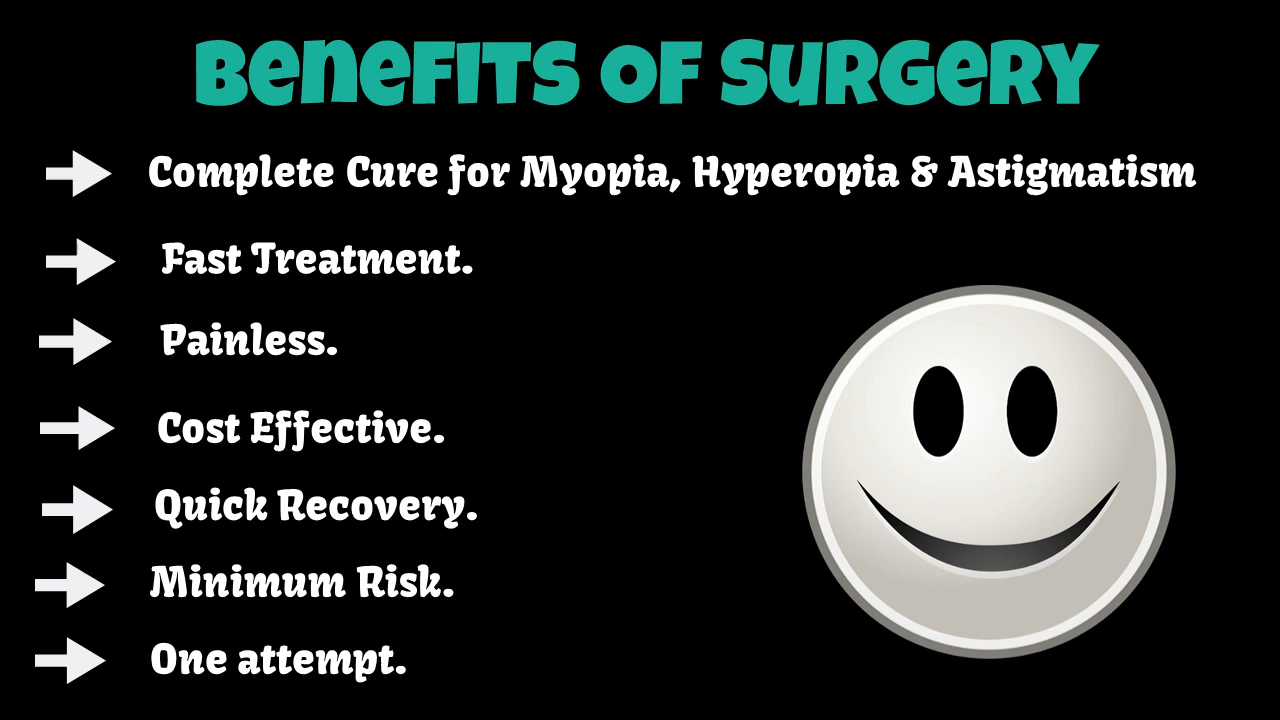 Benefits of Surgery
Complete Cure for Myopia, Hyperopia & Astigmatism
Fast Treatment.
Painless.
Cost Effective.
Quick Recovery.
Minimum Risk.
One attempt.